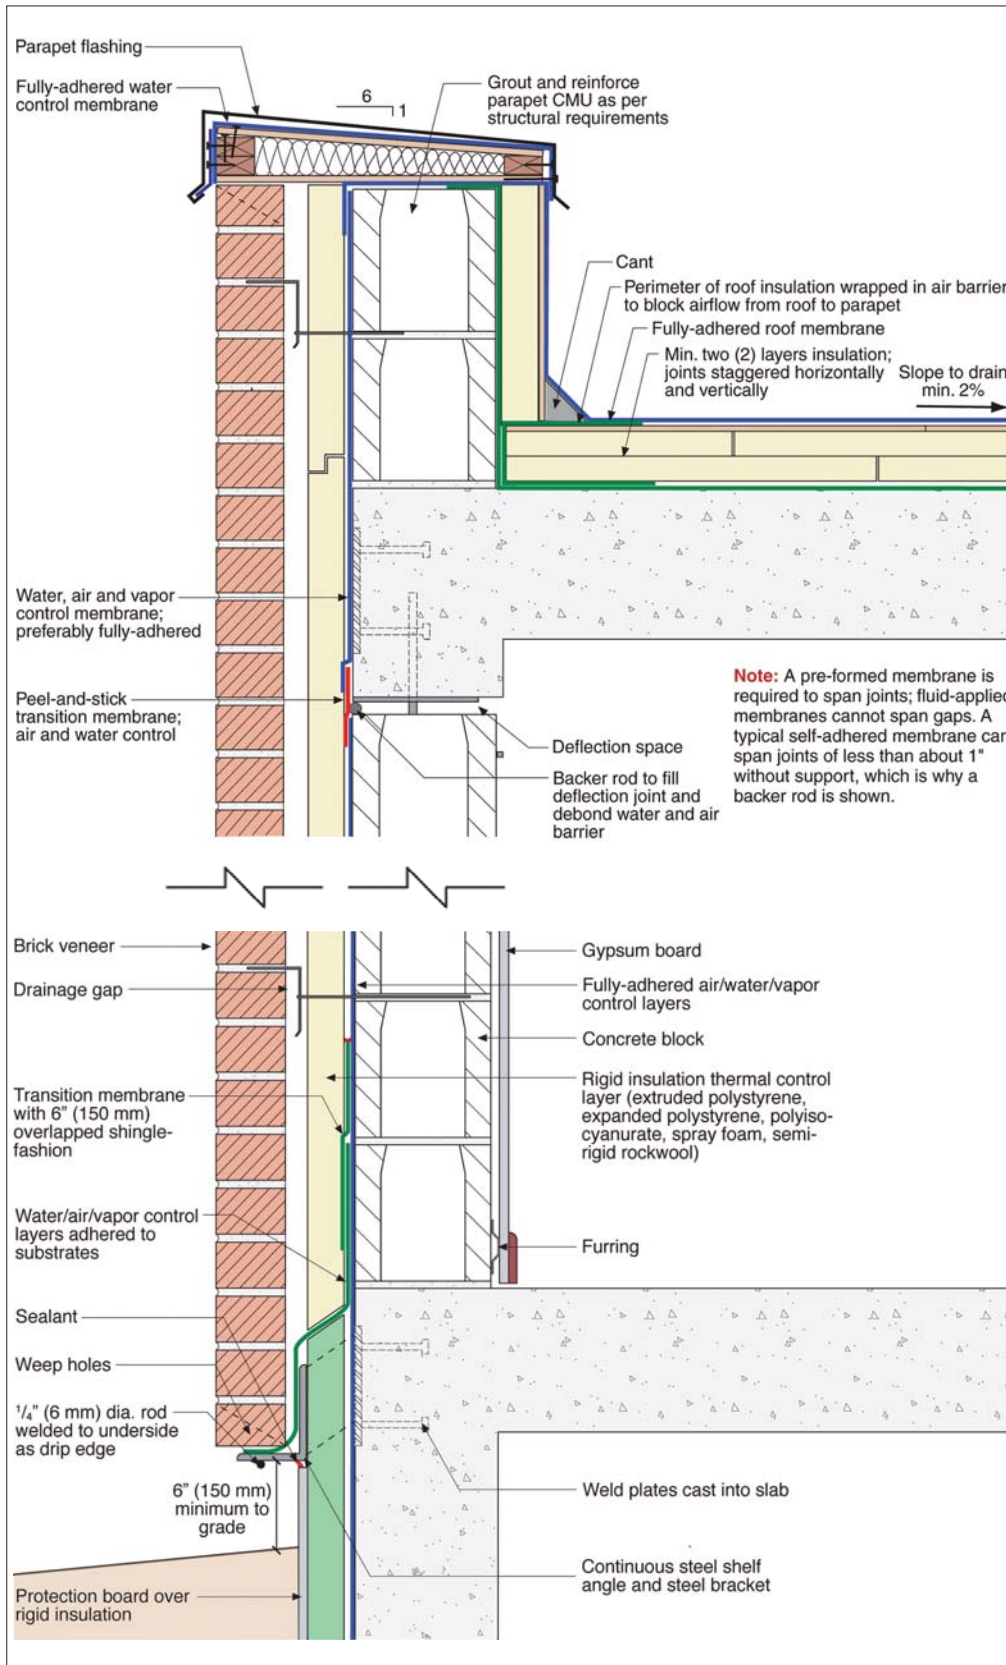 Parapet flashing
Fully-adhered water
control membrane
6
1
Grout and reinforce
parapet CMU as per
structural requirements
Cant
Perimeter of roof insulation wrapped in air barrier
to block airflow from roof to parapet
Fully-adhered roof membrane
Min. two (2) layers insulation;
joints staggered horizontally
and vertically
Slope to drain
min. 2%
Water, air and vapor
control membrane;
preferably fully-adhered
Peel-and-stick
transition membrane;
air and water control
Note: A pre-formed membrane is
required to span joints; fluid-applied
membranes cannot span gaps. A
typical self-adhered membrane can
span joints of less than about 1"
without support, which is why a
backer rod is shown.
Deflection space
Backer rod to fill
deflection joint and
debond water and air
barrier
Brick veneer
Drainage gap
Gypsum board
Fully-adhered air/water/vapor
control layers
Concrete block
Transition membrane
with 6" (150 mm)
overlapped shingle-
fashion
Rigid insulation thermal control
layer (extruded polystyrene,
expanded polystyrene, polyiso-
cyanurate, spray foam, semi-
rigid rockwool)
Water/air/vapor control
layers adhered to
substrates
Furring
Sealant
Weep holes
1/4" (6 mm) dia. rod
welded to underside
as drip edge
6" (150 mm)
minimum to
grade
Weld plates cast into slab
Continuous steel shelf
angle and steel bracket
Protection board over
rigid insulation